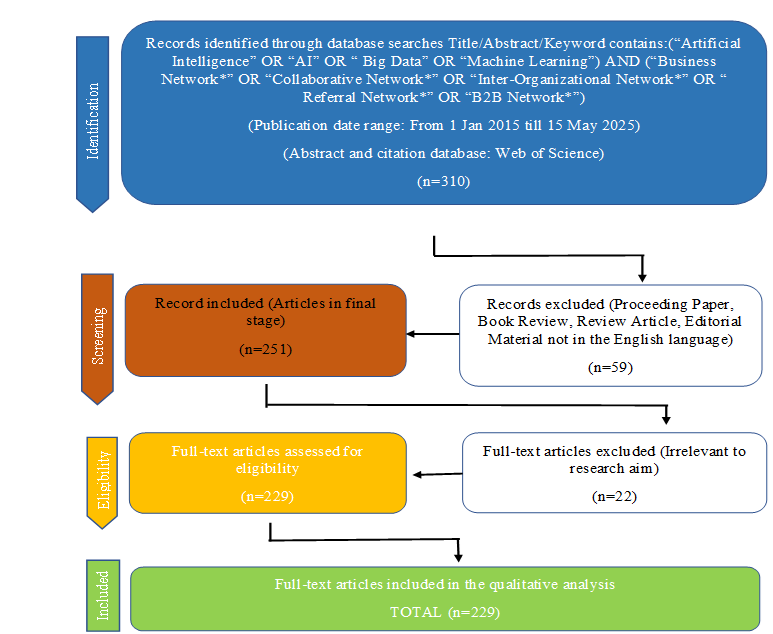 Identification
Records identified through database searches Title/Abstract/Keyword contains:(“Artificial
Intelligence” OR “AI” OR “ Big Data” OR “Machine Learning”) AND (“Business
Network*” OR “Collaborative Network*” OR “Inter-Organizational Network*” OR “
Referral Network*” OR “B2B Network*”)
(Publication date range: From 1 Jan 2015 till 15 May 2025)
(Abstract and citation database: Web of Science)
(n=310)
Screening
Record included (Articles in final
stage)
(n=251)
Records excluded (Proceeding Paper,
Book Review, Review Article, Editorial
Material not in the English language)
(n=59)
Eligibility
Full-text articles assessed for
eligibility
(n=229)
Full-text articles excluded (Irrelevant to
research aim)
(n=22)
Included
Full-text articles included in the qualitative analysis
TOTAL (n=229)